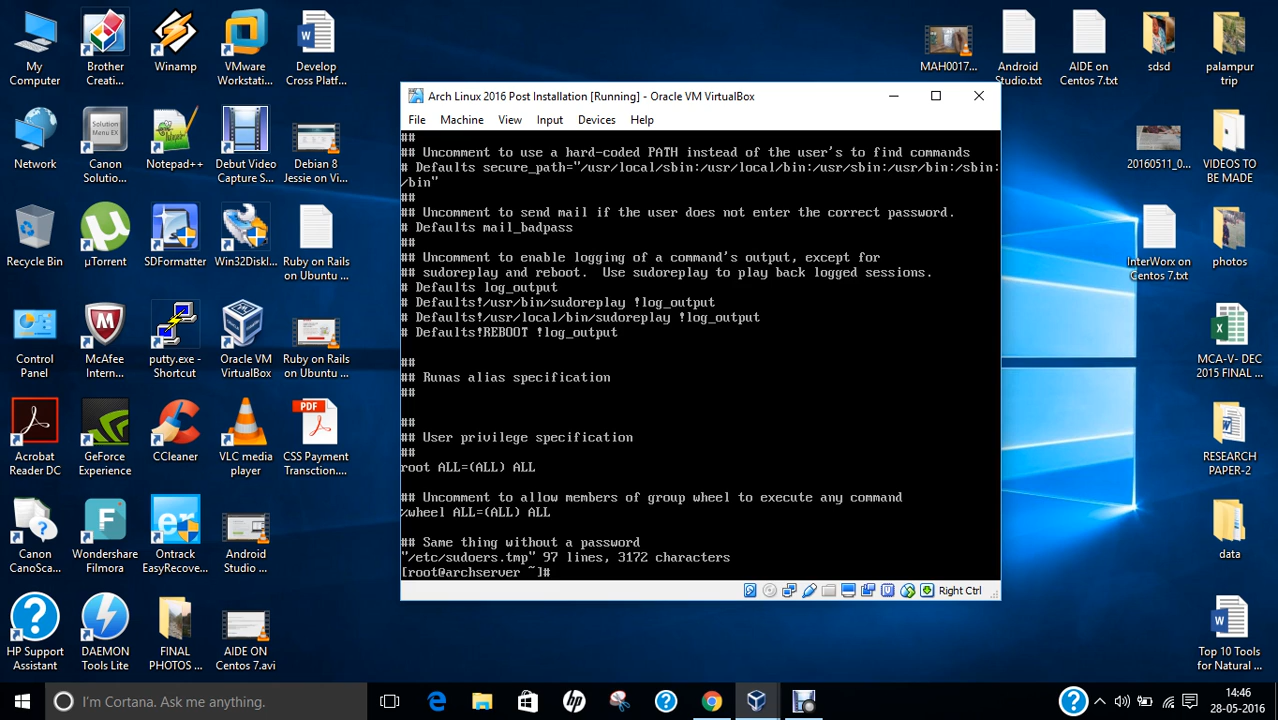 My Computer
Brother Creati...
Winamp
VMware Workstati...
W
Develop Cross Platf...
MAH0017...
Android Studio.txt
AIDE on Centos 7.txt
sdsd
palampur trip
Network
Solution Menu EX
Canon Solution...
Notepad++
Debut Video Capture S...
Debian 8 Jessie on Vi...
20160511_0...
VIDEOS TO BE MADE
Recycle Bin
µTorrent
SDFormatter
Win32DiskI...
Ruby on Rails on Ubuntu ...
InterWorx on Centos 7.txt
photos
Control Panel
McAfee Intern...
putty.exe - Shortcut
Oracle VM VirtualBox
Ruby on Rails on Ubuntu ...
MCA-V- DEC 2015 FINAL ...
Acrobat Reader DC
GeForce Experience
CCleaner
VLC media player
PDF
CSS Payment Transction....
RESEARCH PAPER-2
Canon CanoScan...
Wondershare Filmora
er
Ontrack EasyRecove...
Android Studio ...
data
HP Support Assistant
DAEMON Tools Lite
FINAL PHOTOS ...
AIDE ON Centos 7.avi
W
Top 10 Tools for Natural ...
Arch Linux 2016 Post Installation [Running] - Oracle VM VirtualBox
File Machine View Input Devices Help
##
## Uncomment to use a hard-coded PATH instead of the user's to find commands
# Defaults secure_path="/usr/local/sbin:/usr/local/bin:/usr/sbin:/usr/bin:/sbin:
/bin"
##
## Uncomment to send mail if the user does not enter the correct password.
# Defaults mail_badpass
##
## Uncomment to enable logging of a command's output, except for
## sudoreplay and reboot.  Use sudoreplay to play back logged sessions.
# Defaults log_output
# Defaults!/usr/bin/sudoreplay !log_output
# Defaults!/usr/local/bin/sudoreplay !log_output
# Defaults!REBOOT !log_output
##
## Runas alias specification
##
##
## User privilege specification
##
root ALL=(ALL) ALL
## Uncomment to allow members of group wheel to execute any command
%wheel ALL=(ALL) ALL
## Same thing without a password
"/etc/sudoers.tmp" 97 lines, 3172 characters
[root@archserver ~]#
Right Ctrl
I'm Cortana. Ask me anything.
hp
14:46
28-05-2016